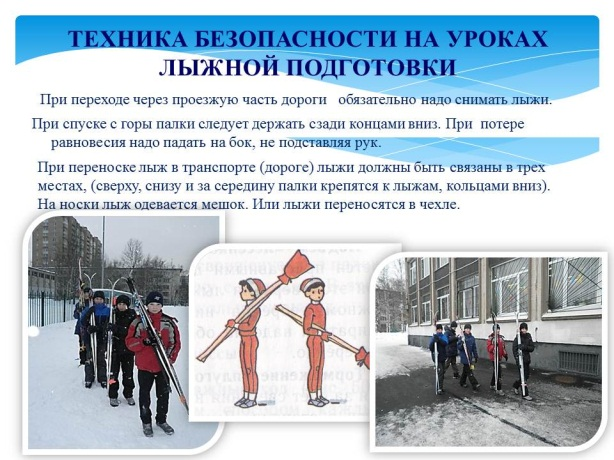 ТЕХНИКА БЕЗОПАСНОСТИ НА УРОКАХ
ЛЫЖНОЙ ПОДГОТОВКИ
При переходе через проезжую часть дороги обязательно надо снимать лыжи.
При спуске с горы палки следует держать сзади концами вниз. При потере
равновесия надо падать на бок, не подставляя рук.
При переноске лыж в транспорте (дороге) лыжи должны быть связаны в трех
местах, (сверху, снизу и за середину палки крепятся к лыжам, кольцами вниз).
На носки лыж одевается мешок. Или лыжи переносятся в чехле.